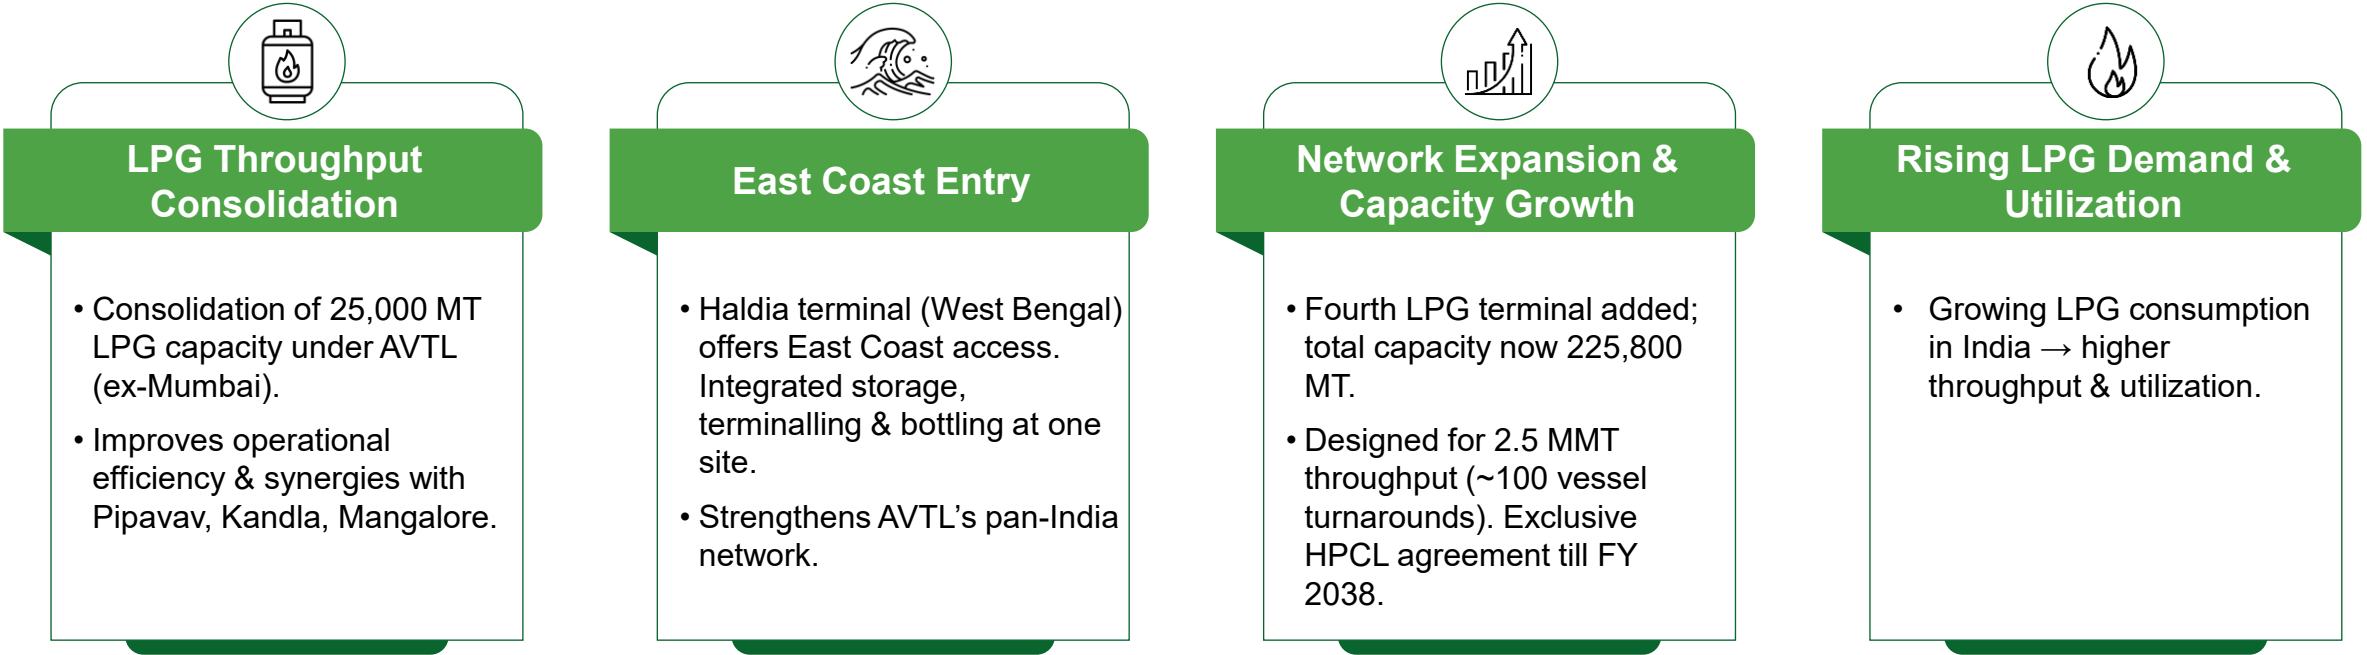 LPG Throughput
Consolidation
• Consolidation of 25,000 MT
LPG capacity under AVTL
(ex-Mumbai).
• Improves operational
efficiency & synergies with
Pipavav, Kandla, Mangalore.
East Coast Entry
• Haldia terminal (West Bengal)
offers East Coast access.
Integrated storage,
terminalling & bottling at one
site.
• Strengthens AVTL’s pan-India
network.
Network Expansion &
Capacity Growth
• Fourth LPG terminal added;
total capacity now 225,800
MT.
• Designed for 2.5 MMT
throughput (~100 vessel
turnarounds). Exclusive
HPCL agreement till FY
2038.
Rising LPG Demand &
Utilization
• Growing LPG consumption
in India → higher
throughput & utilization.